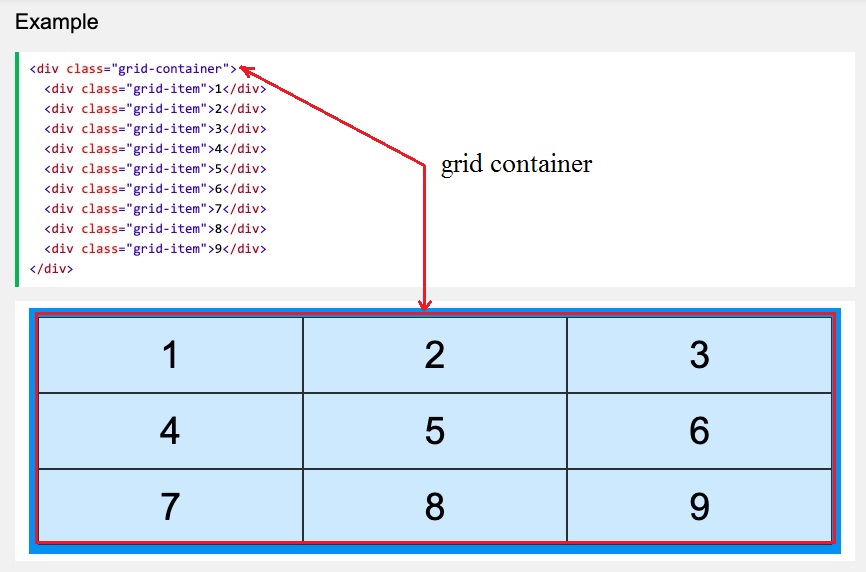 Example
<div class="grid-container">
  <div class="grid-item">1</div>
  <div class="grid-item">2</div>
  <div class="grid-item">3</div>
  <div class="grid-item">4</div>
  <div class="grid-item">5</div>
  <div class="grid-item">6</div>
  <div class="grid-item">7</div>
  <div class="grid-item">8</div>
  <div class="grid-item">9</div>
</div>
grid container
1 2 3
4 5 6
7 8 9